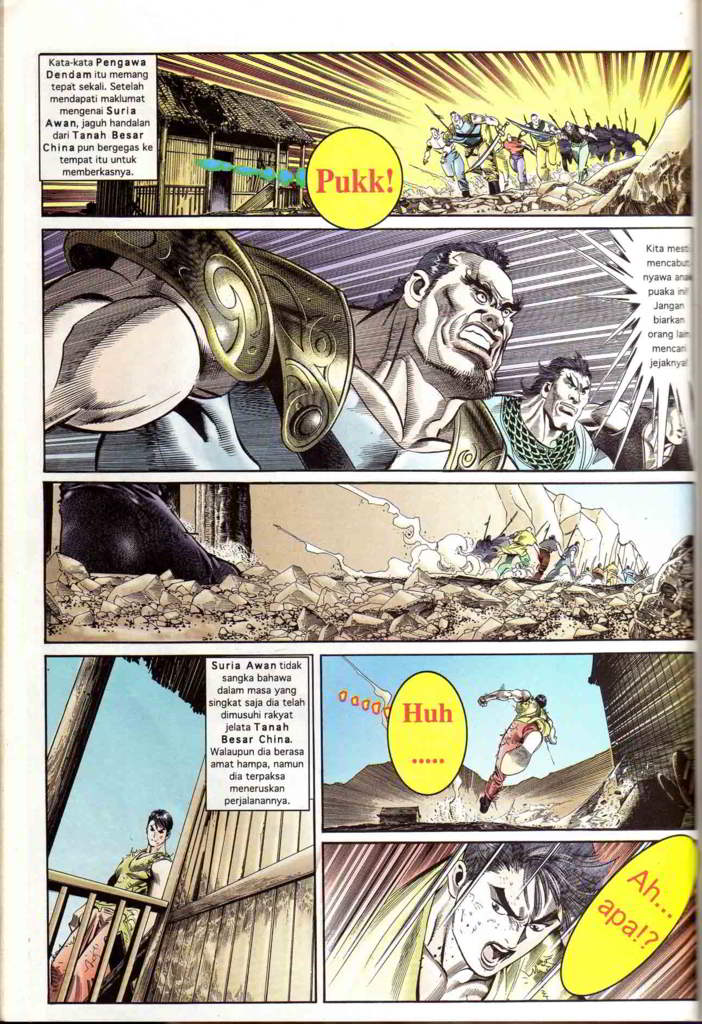 Kata-kata Pengawa
Dendam itu memang
tepat sekali. Setelah
mendapati maklumat
mengenai Suria
Awan, jaguh handalan
dari Tanah Besar
China pun bergegas ke
tempat itu untuk
memberkasnya.
Pukk!
Kita mesti
mencabut
nyawa
puaka ini!
Jangan
biarkan
orang lain
mencari
jejaknya!
Suria Awan tidak
sangka bahawa
dalam masa yang
singkat saja dia telah
dimusuhi rakyat
jelata Tanah
Besar China.
Walaupun dia berasa
amat hampa, namun
dia terpaksa
meneruskan
perjalanannya.
Huh
.....
Ah...
apa!?